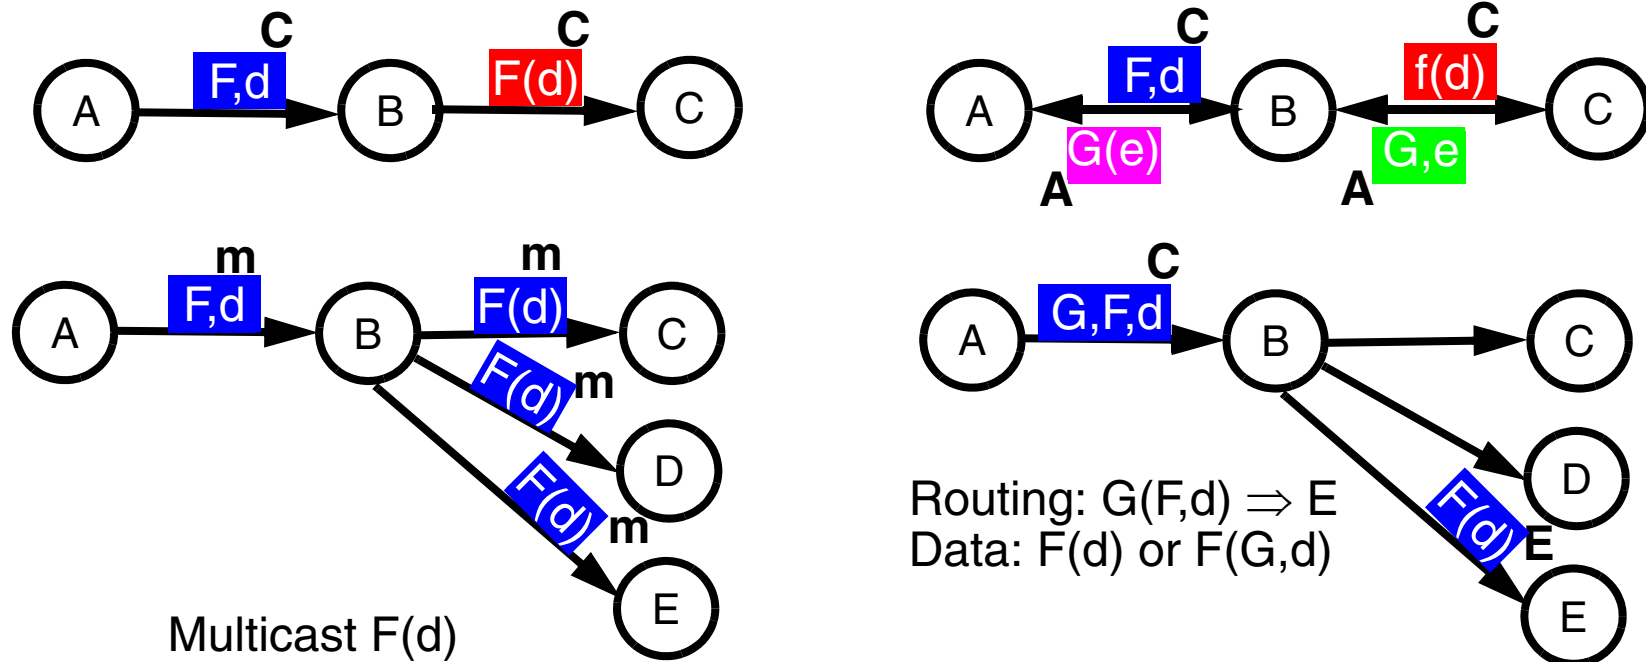 C C
A F,d B F(d) C
C C
A F,d B f(d) C
G(e) G,e
A A
m m
A F,d B F(d) C
F(d) m
D
F(d) m
E
Multicast F(d)
C
A G,F,d B C
D
Routing: G(F,d) ⇒ E
Data: F(d) or F(G,d)
F(d) E
E